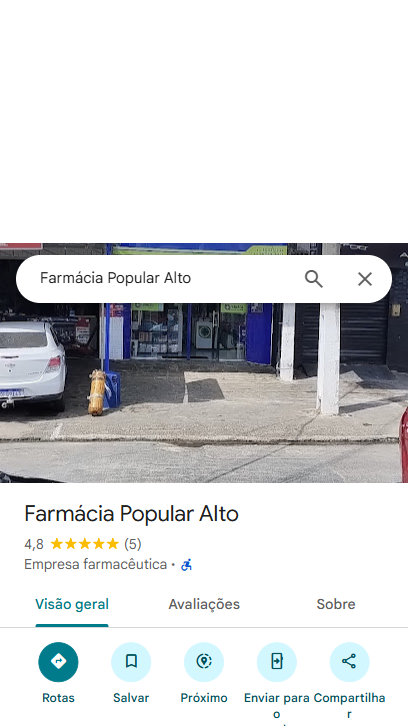 Farmácia Popular Alto
Farmácia Popular Alto
4,8 (5)
Empresa farmacêutica ·
Visão geral
Avaliações
Sobre
Rotas
Salvar
Próximo
Enviar para o
Compartilhar